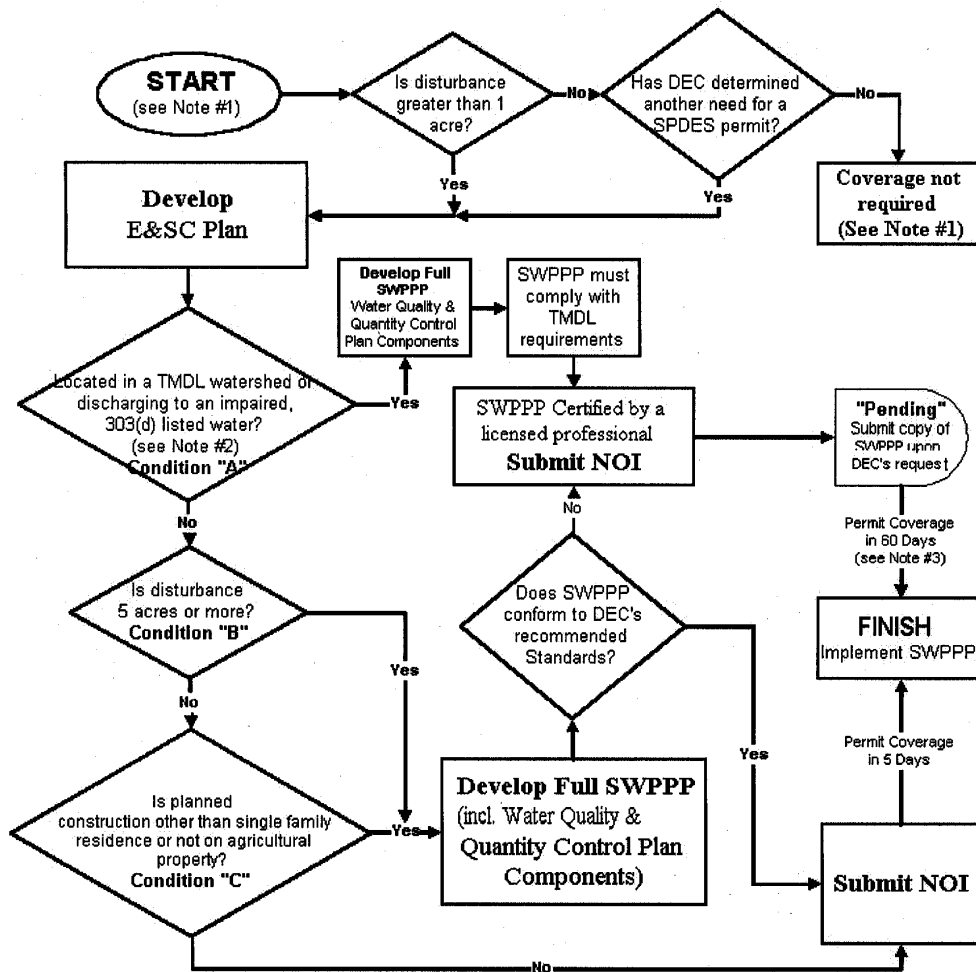 START
(see Note #1)
Is disturbance
greater than 1
acre?
No
Has DEC determined
another need for a
SPDES permit?
No
Yes
Yes
Coverage not
required
(See Note #1)
Develop
E&SC Plan
Develop Full
SWPPP
Water Quality &
Quantity Control
Plan Components
SWPPP must
comply with
TMDL
requirements
Located in a TMDL watershed or
discharging to an impaired,
303(d) listed water?
(see Note #2)
Condition "A"
Yes
SWPPP Certified by a
licensed professional
Submit NOI
"Pending"
Submit copy of
SWPPP upon
DEC's request
No
No
Permit Coverage
in 60 Days
(see Note #3)
Is disturbance
5 acres or more?
Condition "B"
Yes
Does SWPPP
conform to DEC's
recommended
Standards?
FINISH
Implement SWPPP
No
Yes
Permit Coverage
in 5 Days
Is planned
construction other than single family
residence or not on agricultural
property?
Condition "C"
Yes
Develop Full SWPPP
(incl. Water Quality &
Quantity Control Plan
Components)
Submit NOI
No